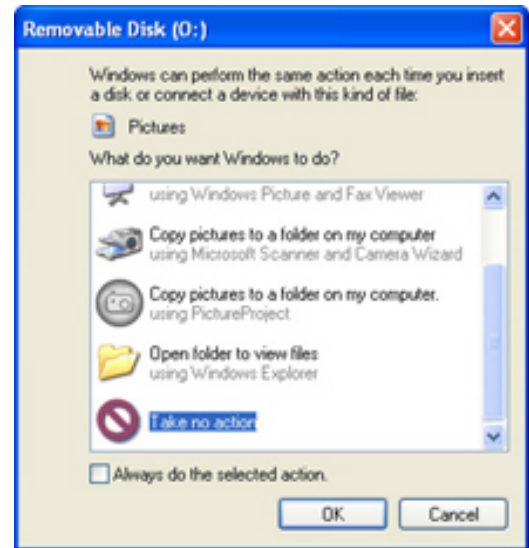 Removable Disk (O:)
Windows can perform the same action each time you insert
a disk or connect a device with this kind of file:
Pictures
What do you want Windows to do?
using Windows Picture and Fax Viewer
Copy pictures to a folder on my computer
using Microsoft Scanner and Camera Wizard
Copy pictures to a folder on my computer.
using PictureProject
Open folder to view files
using Windows Explorer
Take no action
Always do the selected action.
OK
Cancel